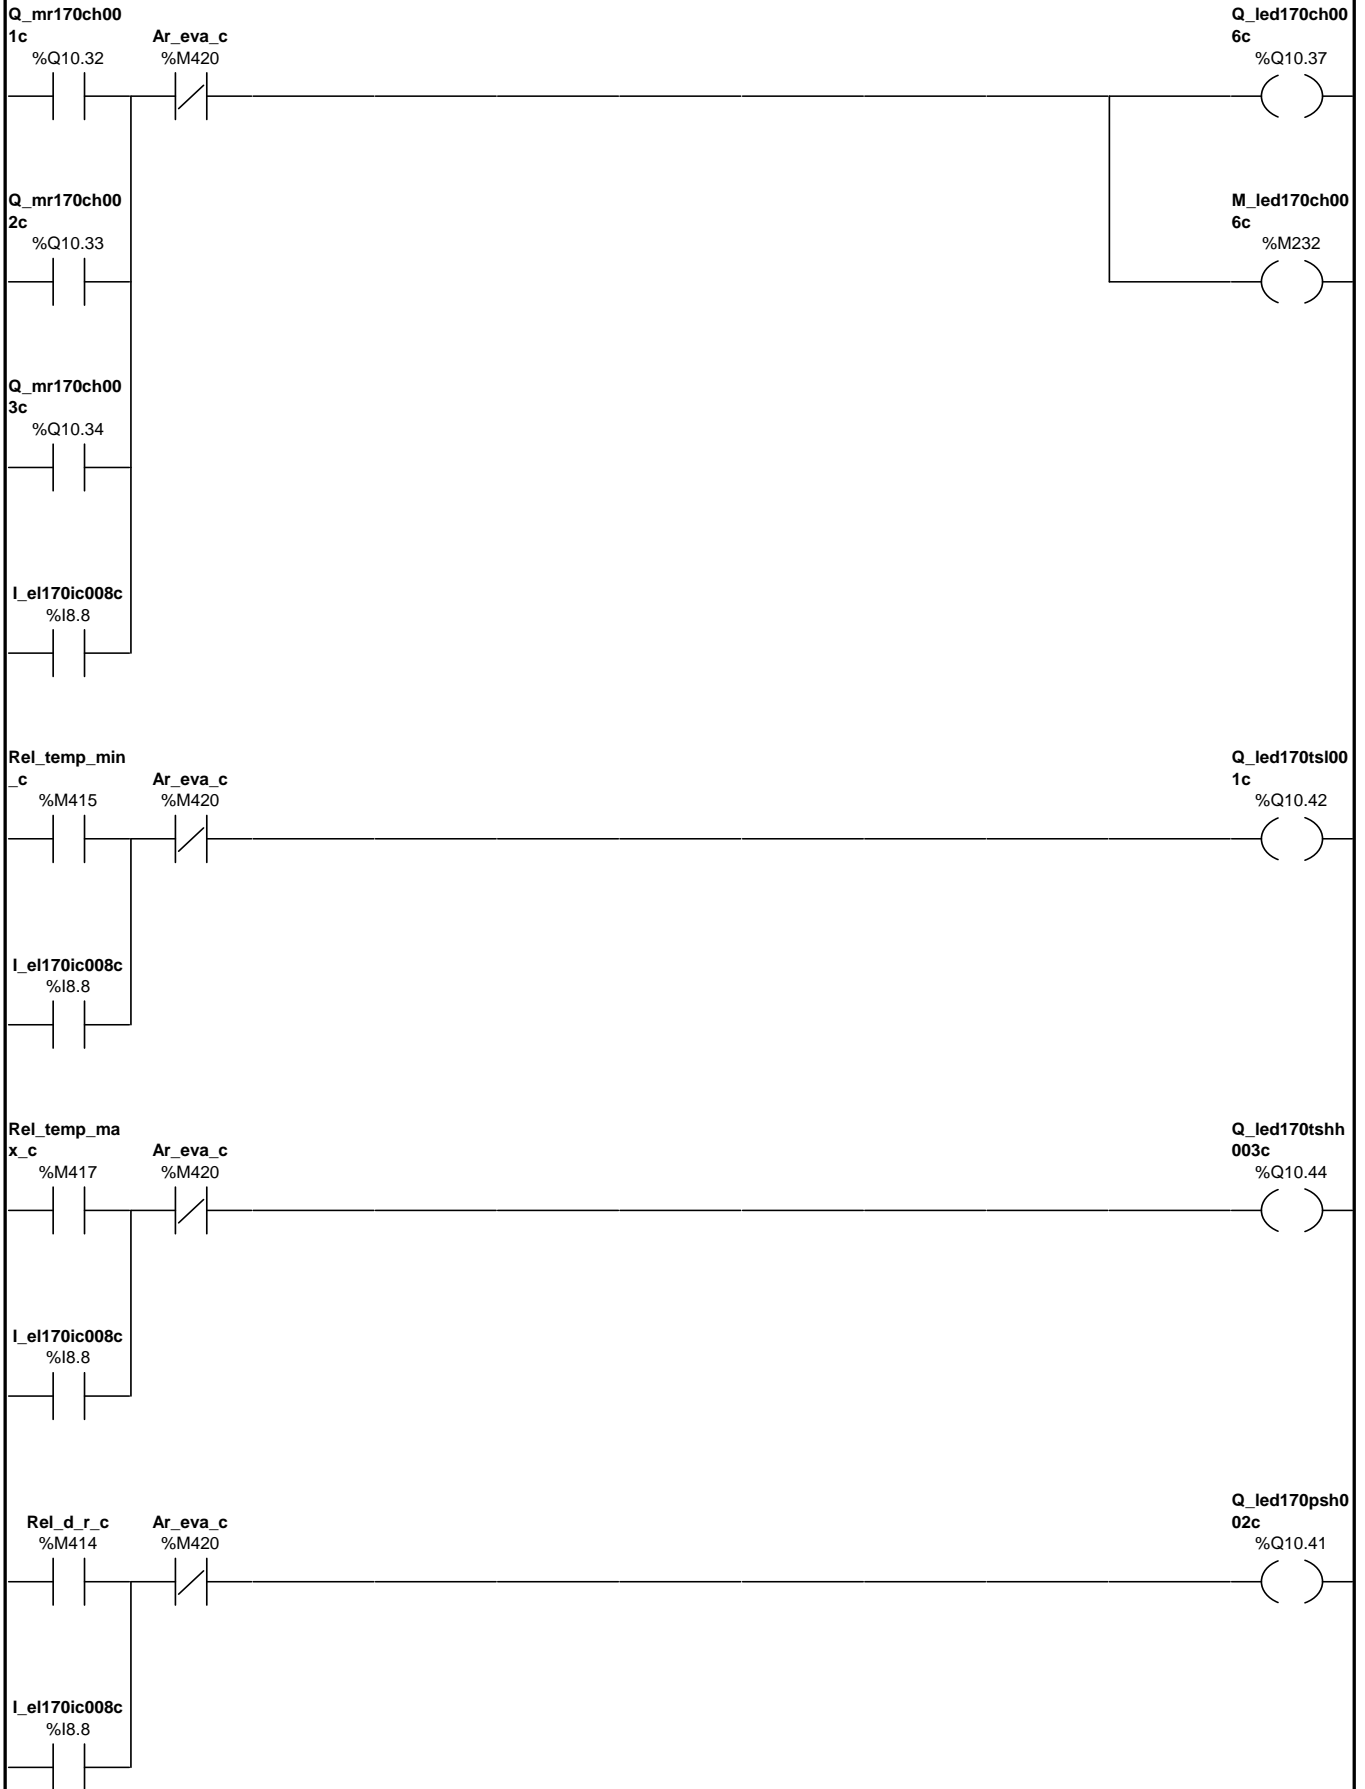 Q_mr170ch00
1c
%Q10.32
Ar_eva_c
%M420
Q_led170ch00
6c
%Q10.37
Q_mr170ch00
2c
%Q10.33
M_led170ch00
6c
%M232
Q_mr170ch00
3c
%Q10.34
I_el170ic008c
%I8.8
Rel_temp_min
_c
%M415
Ar_eva_c
%M420
Q_led170tsl00
1c
%Q10.42
I_el170ic008c
%I8.8
Rel_temp_ma
x_c
%M417
Ar_eva_c
%M420
Q_led170tshh
003c
%Q10.44
I_el170ic008c
%I8.8
Rel_d_r_c
%M414
Ar_eva_c
%M420
Q_led170psh0
02c
%Q10.41
I_el170ic008c
%I8.8